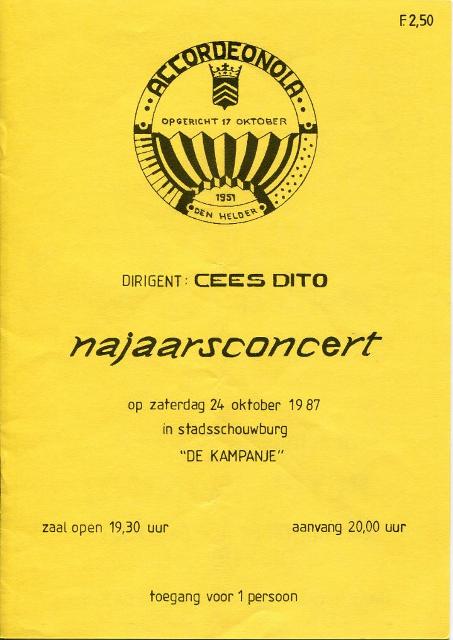 F. 2,50
ACCORDEONOLA
OPGERICHT 17 OKTOBER
1951
DEN HELDER
DIRIGENT: CEES DITO
najaarsconcert
op zaterdag 24 oktober 1987
in stadsschouwburg
"DE KAMPANJE"
zaal open 19,30 uur
aanvang 20,00 uur
toegang voor 1 persoon